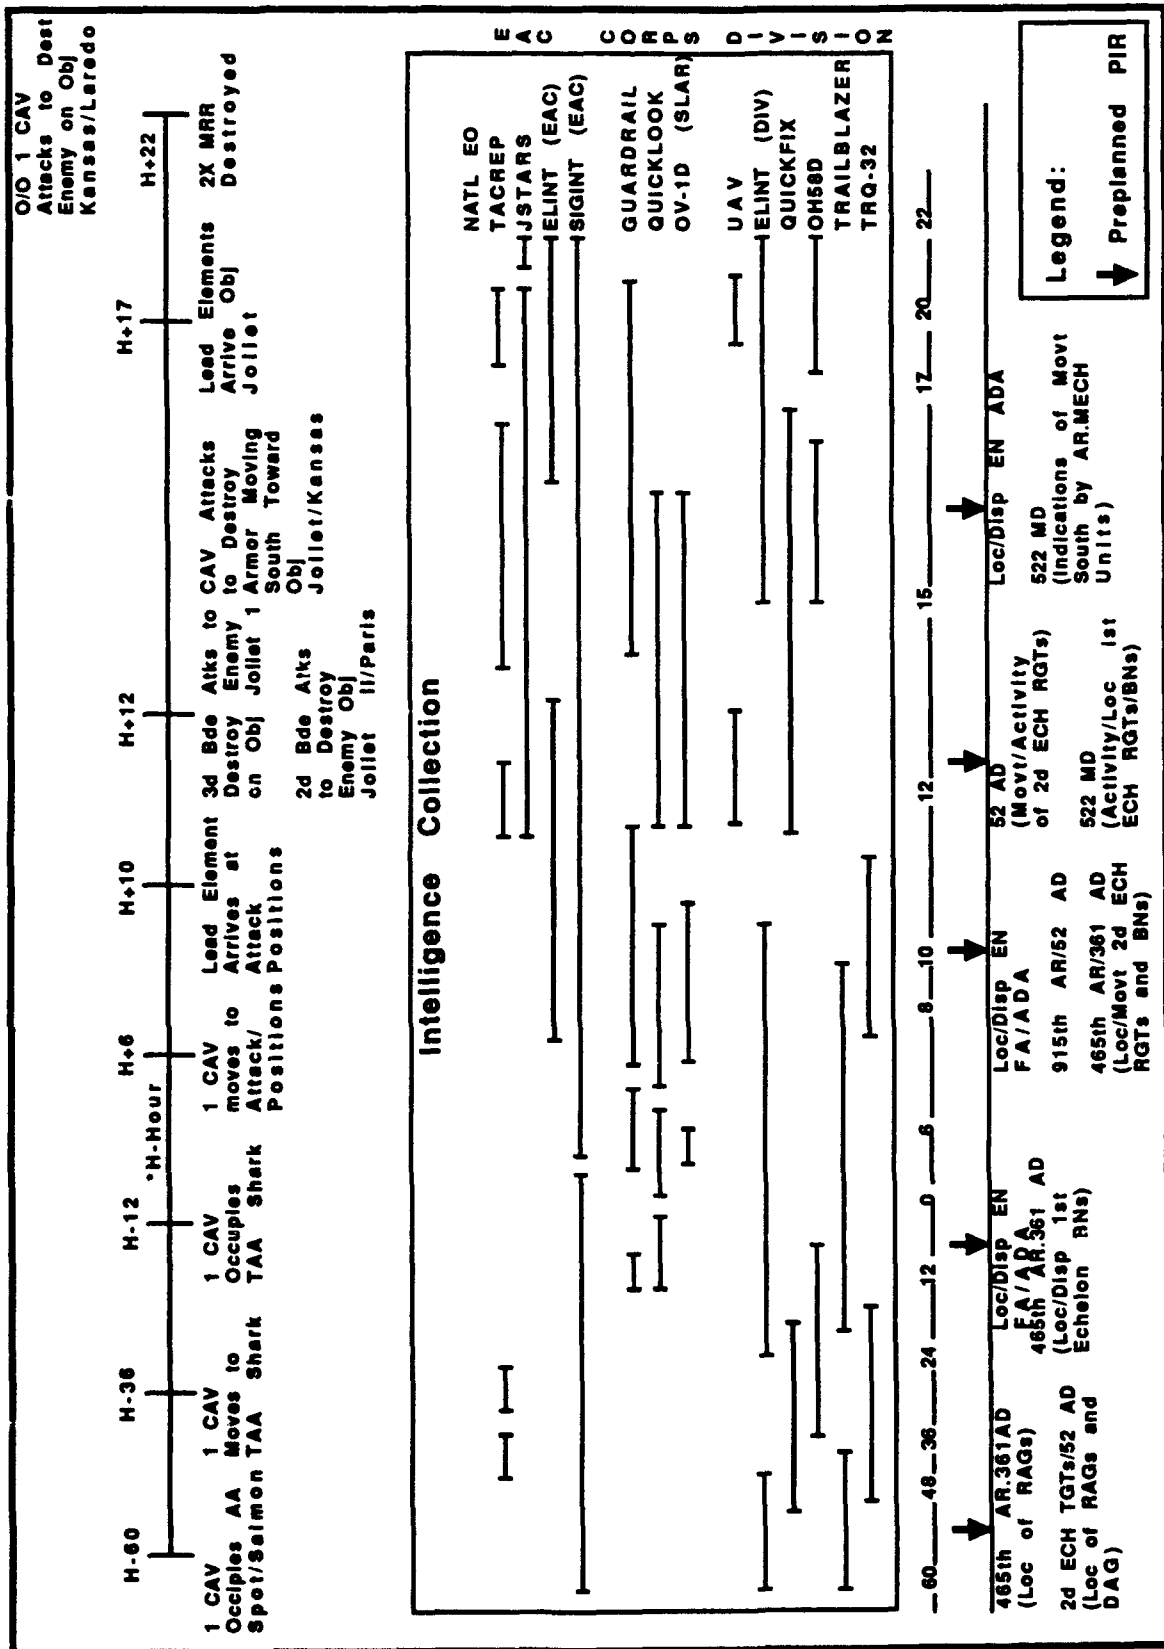 O/O 1 CAV
Attacks to Dest
Enemy on Obj
Kansas/Laredo
H-60
H-36
H-12
*H-Hour
H+6
H+10
H+12
H+17
H+22
1 CAV
Occiples AA
Spot/Salmon
1 CAV
Moves to
TAA Shark
1 CAV
Occuples
TAA Shark
1 CAV
moves to
Attack/
Positions
Lead Element
Arrives at
Attack
Positions
3d Bde Atks to
Destroy Enemy
on Obj Jollet 1
2d Bde Atks
to Destroy
Enemy Obj
Jollet II/Paris
CAV Attacks
to Destroy
Armor Moving
South Toward
Obj
Jollet/Kansas
Lead Elements
Arrive Obj
Jollet
2X MRR
Destroyed
Intelligence Collection
NATL EO
TACREP
JSTARS
ELINT (EAC)
SIGINT (EAC)
EAC
GUARDRAIL
QUICKLOOK
OV-1D (SLAR)
CORPS
UAV
ELINT (DIV)
QUICKFIX
OH58D
TRAILBLAZER
TRQ-32
DIVISION
60 48 36 24 12 0 6 8 10 12 15 17 20 22
465th AR.361AD
(Loc of RAGs)
2d ECH TGTs/52 AD
(Loc of RAGs and
DAG)
Loc/Disp EN
FA/ADA
465th AR.361 AD
(Loc/Disp 1st
Echelon BNs)
Loc/Disp EN
FA/ADA
915th AR/52 AD
465th AR/361 AD
(Loc/Movt 2d ECH
RGTs and BNs)
52 AD
(Movt/Activity
of 2d ECH RGTs)
522 MD
(Activity/Loc 1st
ECH RGTs/BNs)
Loc/Disp EN ADA
522 MD
(Indications of Movt
South by AR.MECH
Units)
Legend:
Preplanned PIR